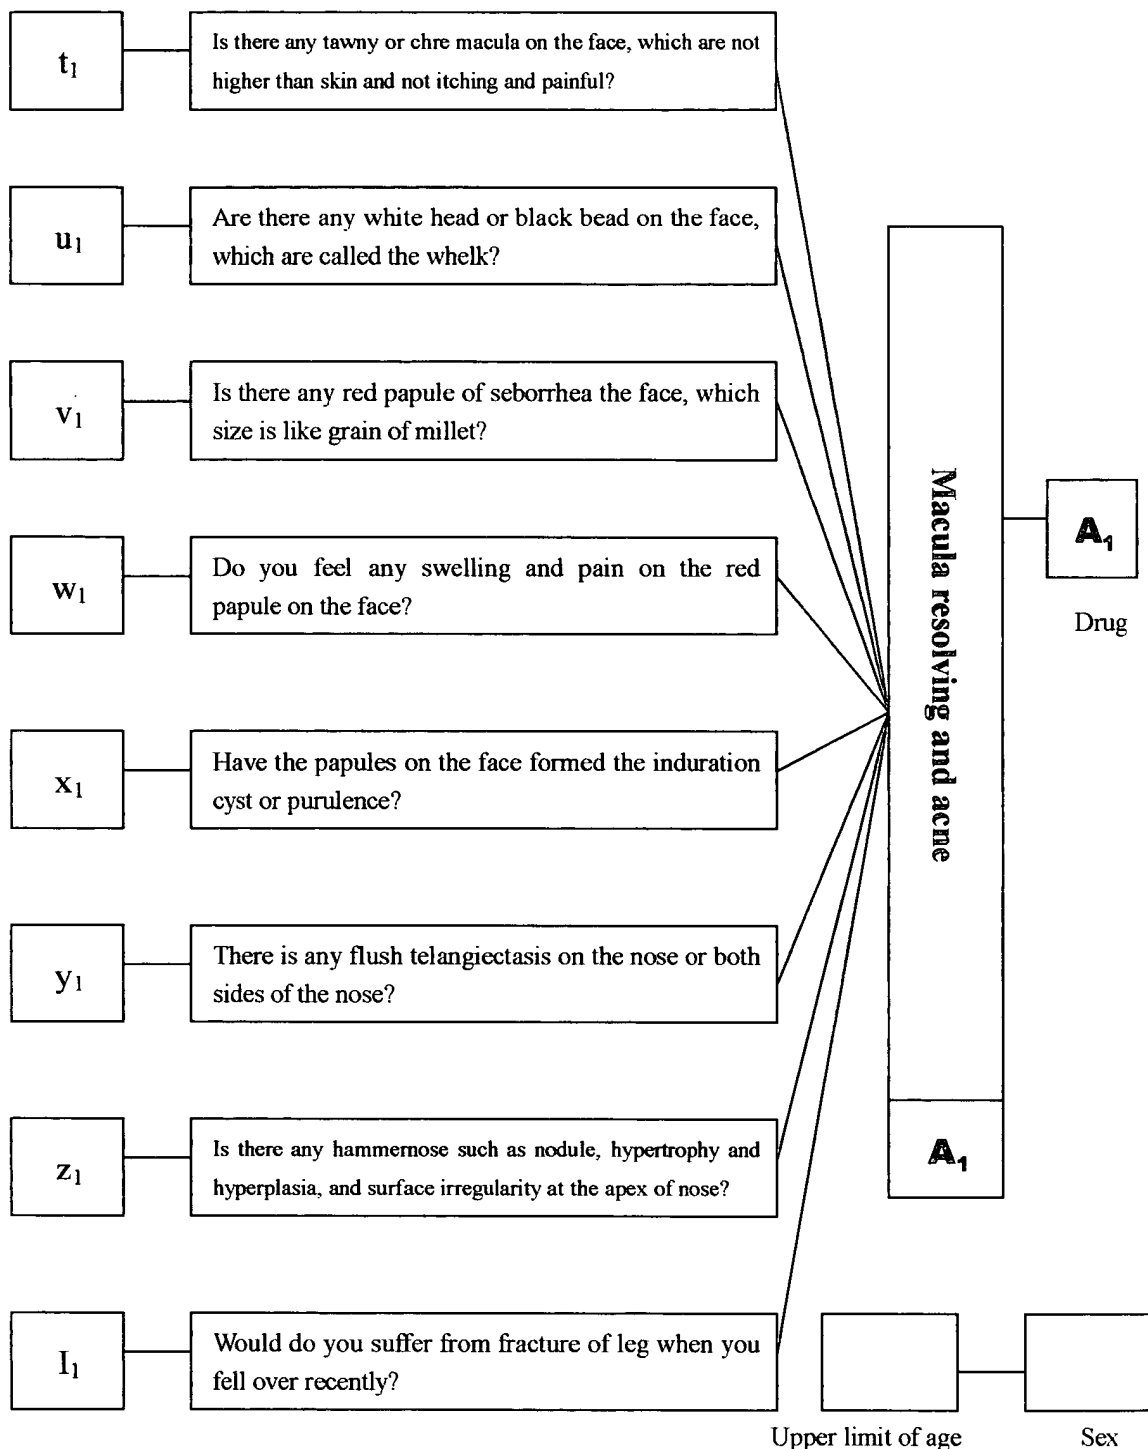 t₁
Is there any tawny or chre macula on the face, which are not
higher than skin and not itching and painful?
u₁
Are there any white head or black bead on the face,
which are called the whelk?
v₁
Is there any red papule of seborrhea the face, which
size is like grain of millet?
w₁
Do you feel any swelling and pain on the red
papule on the face?
x₁
Have the papules on the face formed the induration
cyst or purulence?
y₁
There is any flush telangiectasis on the nose or both
sides of the nose?
z₁
Is there any hammernose such as nodule, hypertrophy and
hyperplasia, and surface irregularity at the apex of nose?
I₁
Would do you suffer from fracture of leg when you
fell over recently?
Macula resolving and acne
A₁
A₁
Drug
Upper limit of age
Sex